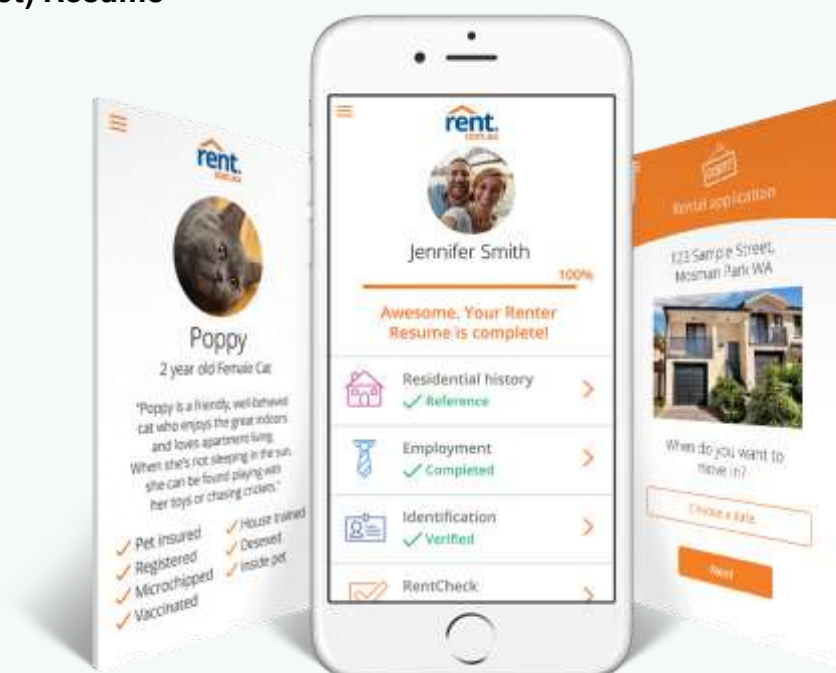 Resume
rent.
com.au
Poppy
2 year old Female Cat
"Poppy is a friendly, well-behaved
cat who enjoys the great indoors
and loves apartment living.
When she's not sleeping in the sun,
she can be found playing with
her toys or chasing crickets."
Pet insured
Registered
Microchipped
Vaccinated
House trained
Desexed
Inside pet
rent.
com.au
Jennifer Smith
100%
Awesome. Your Renter
Resume is complete!
Residential history
Reference
Employment
Completed
Identification
Verified
RentCheck
Rental application
123 Sample Street,
Mosman Park WA
When do you want to
move in?
Choose a date
Next